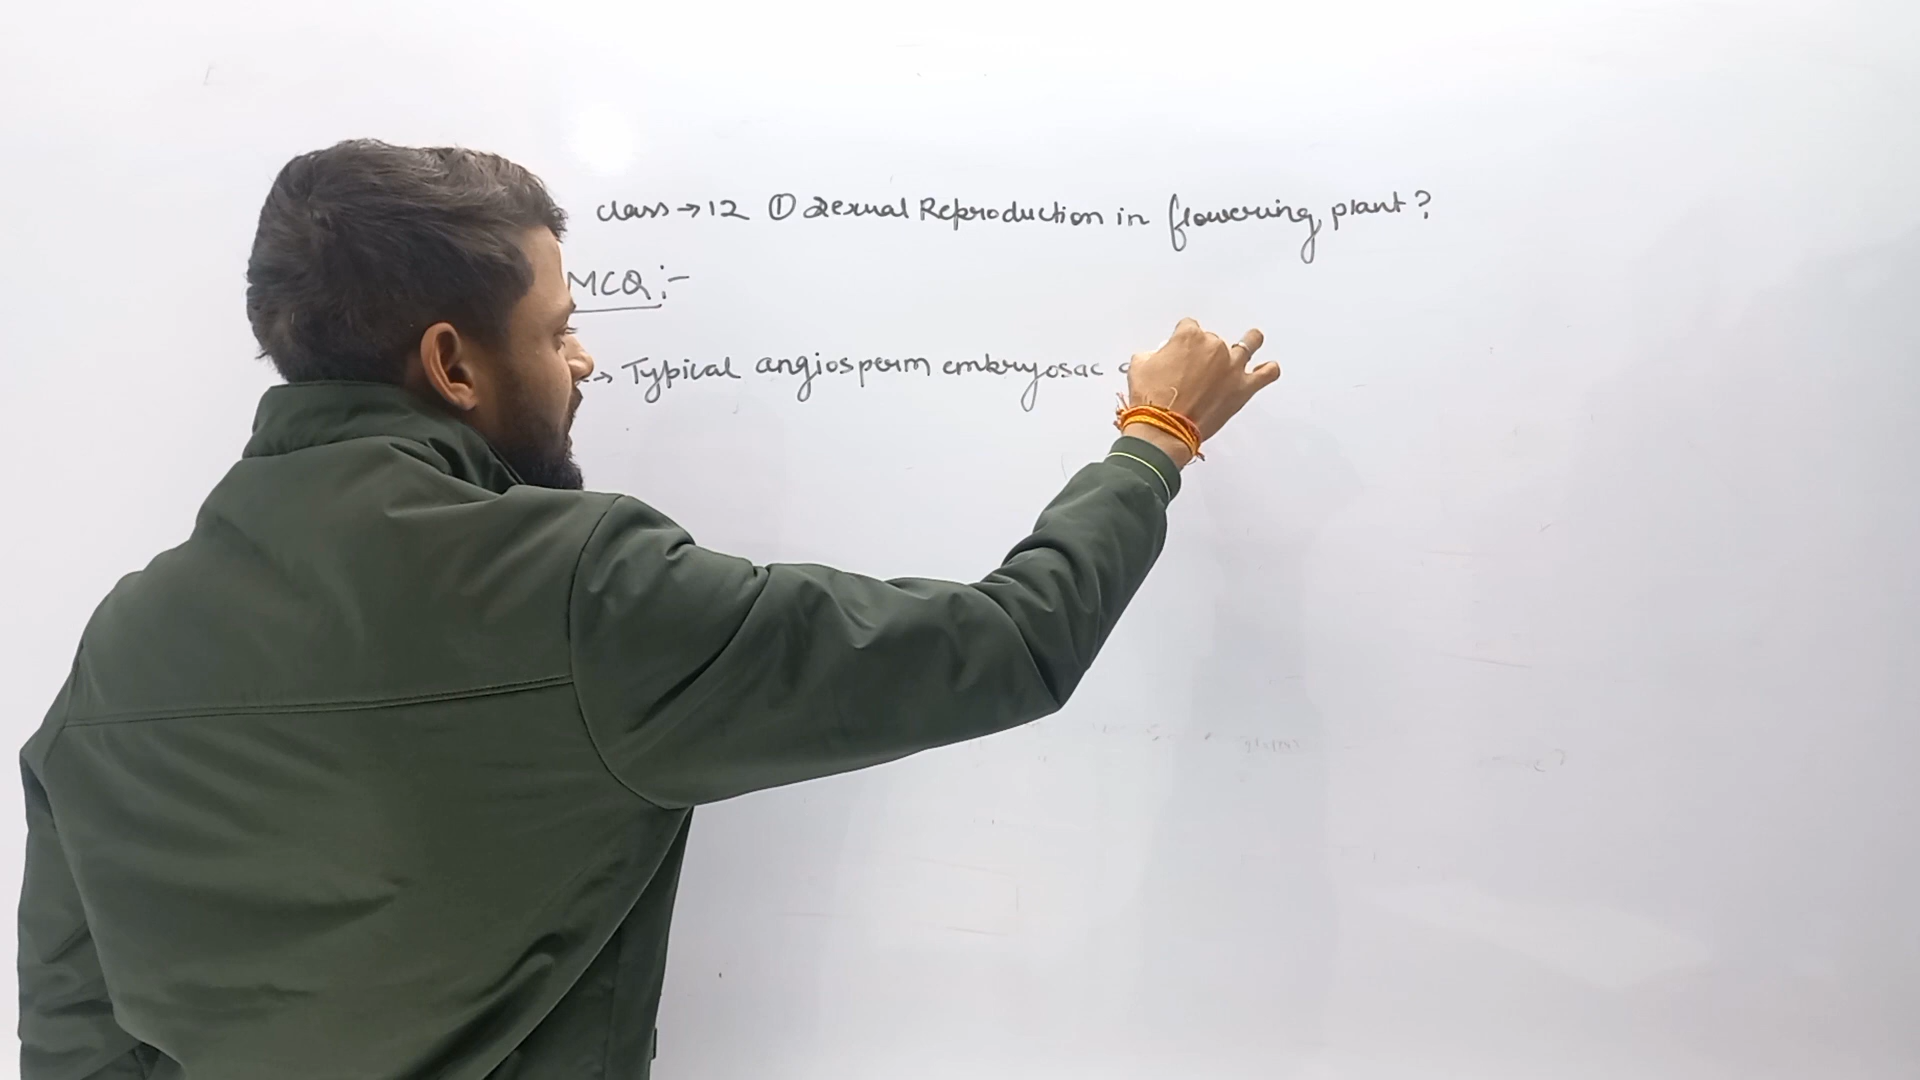 class → 12 ① Sexual Reproduction in flowering plant?
MCQ :-
→ Typical angiosperm embryosac